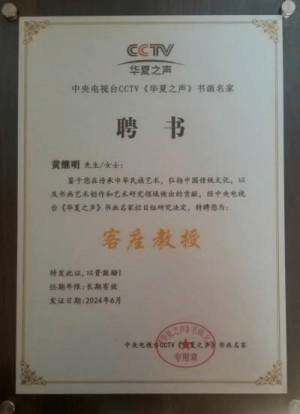 CCTV
华夏之声
中央电视台CCTV《华夏之声》书画名家
聘 书
黄继明 先生/女士：
鉴于您在传承中华民族艺术，弘扬中国传统文化，以
及书画艺术创作和艺术研究领域做出的贡献，经中央电视
台《华夏之声》书画名家栏目组研究决定，特聘您为：
客座教授
特发此证，以资鼓励！
任期年限：长期有效
发证日期：2024年6月
中央电视台CCTV《华夏之声》书画名家
专用章